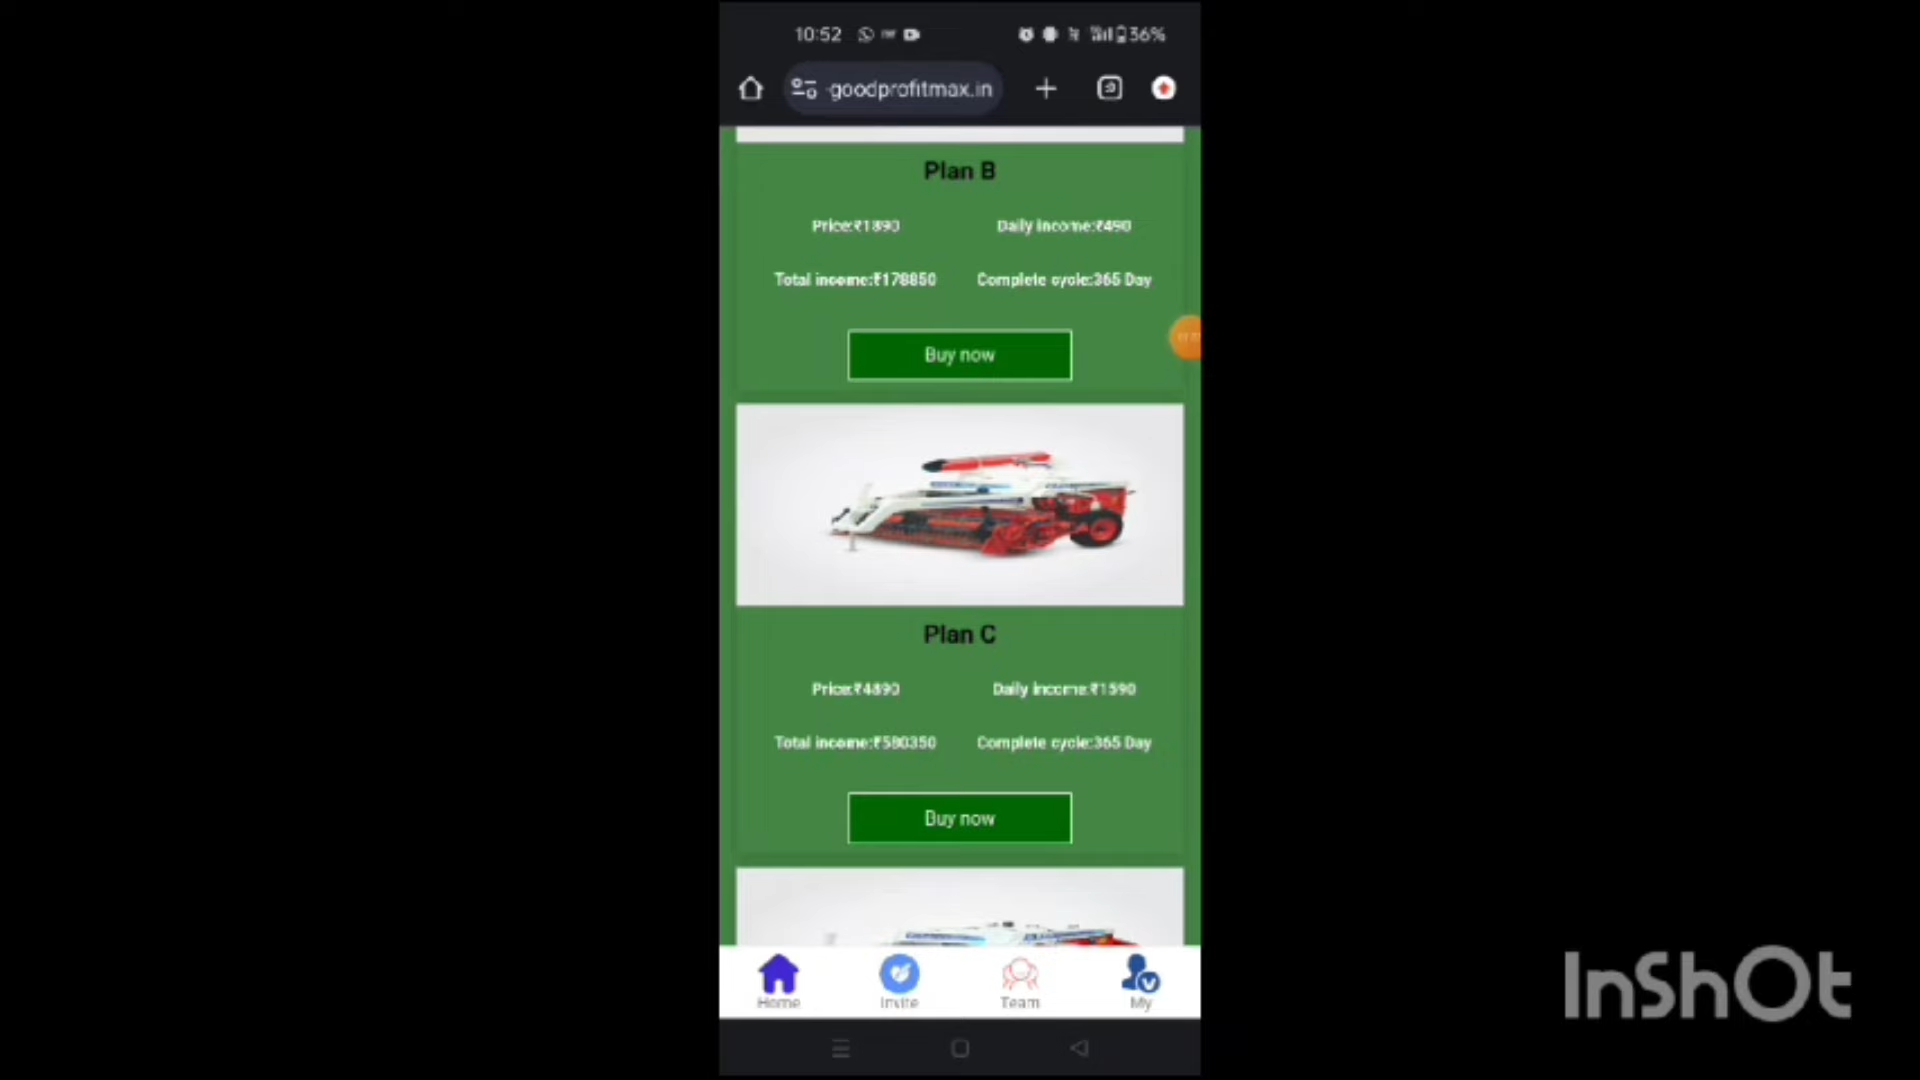 10:52
36%
-goodprofitmax.in
Plan B
Price:₹1890 Daily income:₹490
Total income:₹178850 Complete cycle:365 Day
Buy now
Plan C
Price:₹4890 Daily income:₹1590
Total income:₹580350 Complete cycle:365 Day
Buy now
Home Invite Team My
InShOt